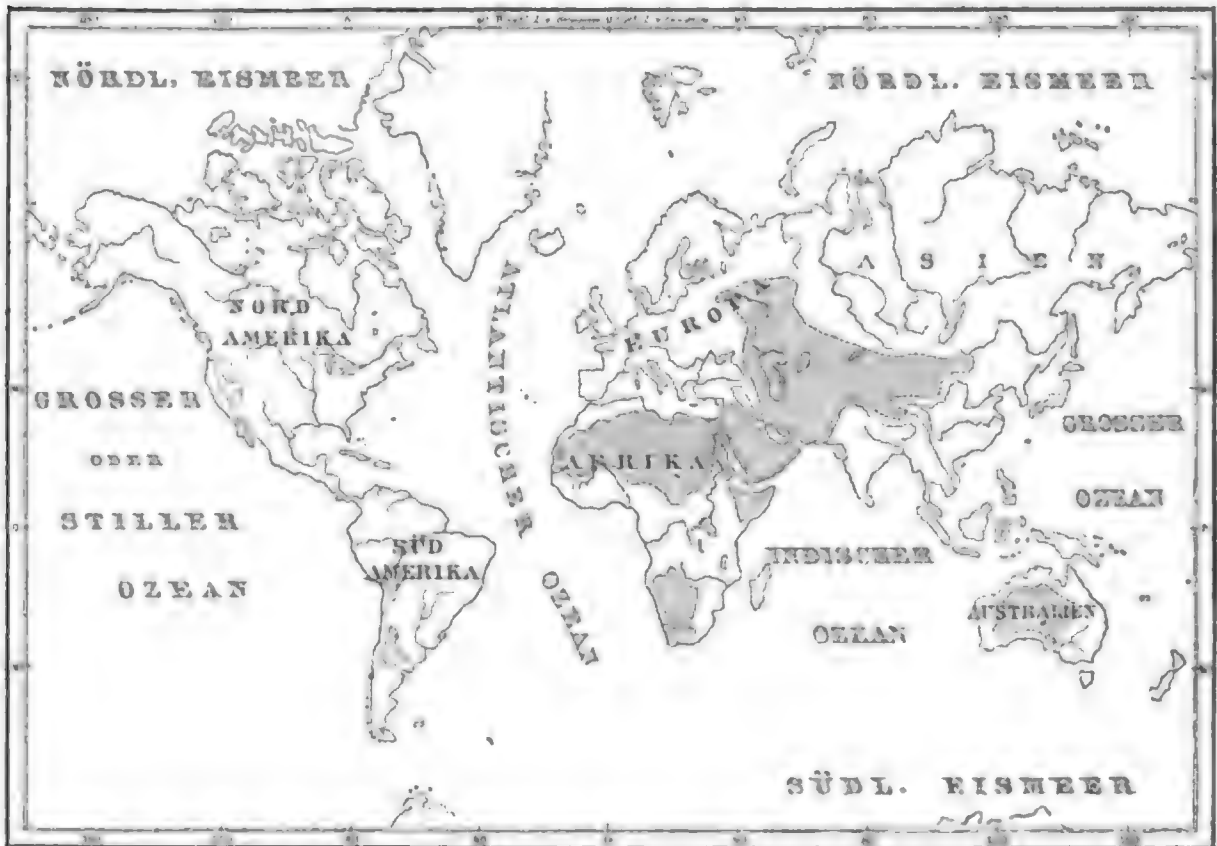 NÖRDL. EISMEER
NÖRDL. EISMEER
ASIEN
NORD
AMERIKA
EUROPA
ATLANTISCHER
OZEAN
GROSSER
ODER
STILLER
OZEAN
AFRIKA
GROSSER
OZEAN
SÜD
AMERIKA
INDISCHER
OZEAN
AUSTRALIEN
SÜDL. EISMEER